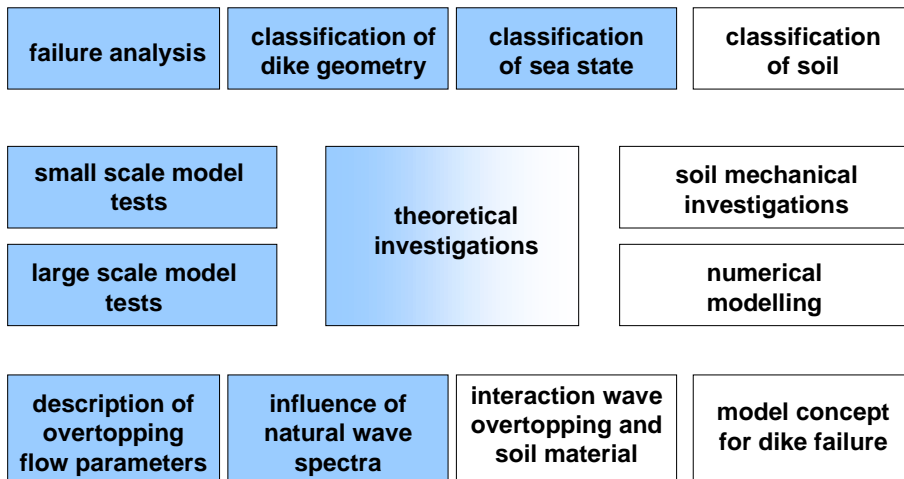 failure analysis
classification of
dike geometry
classification
of sea state
classification
of soil
small scale model
tests
theoretical
investigations
soil mechanical
investigations
large scale model
tests
numerical
modelling
description of
overtopping
flow parameters
influence of
natural wave
spectra
interaction wave
overtopping and
soil material
model concept
for dike failure